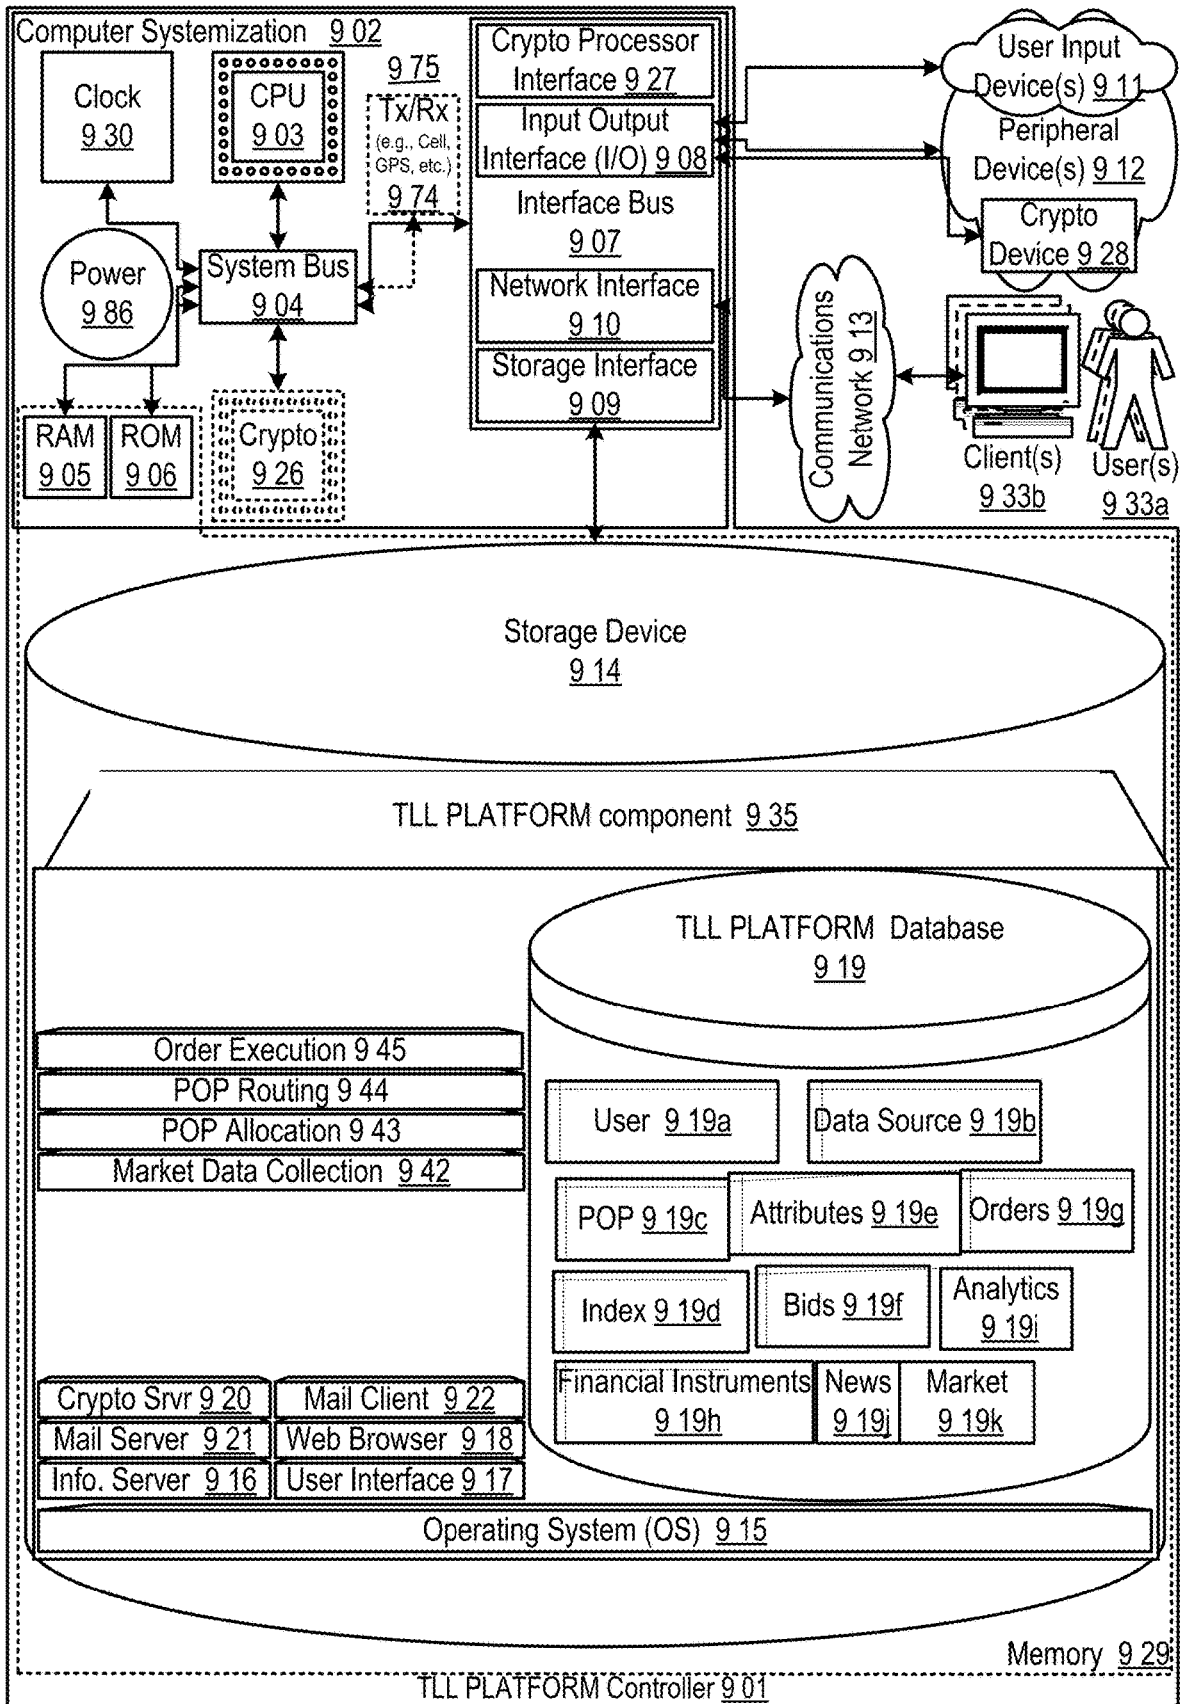 Computer Systemization 9 02
Clock
9 30
CPU
9 03
9 75
Tx/Rx
(e.g., Cell,
GPS, etc.)
9 74
Crypto Processor
Interface 9 27
Input Output
Interface (I/O) 9 08
Interface Bus
9 07
Network Interface
9 10
Storage Interface
9 09
User Input
Device(s) 9 11
Peripheral
Device(s) 9 12
Crypto
Device 9 28
Power
9 86
System Bus
9 04
RAM
9 05
ROM
9 06
Crypto
9 26
Communications
Network 9 13
Client(s)
9 33b
User(s)
9 33a
Storage Device
9 14
TLL PLATFORM component 9 35
TLL PLATFORM Database
9 19
Order Execution 9 45
POP Routing 9 44
POP Allocation 9 43
Market Data Collection 9 42
User 9 19a
Data Source 9 19b
POP 9 19c
Attributes 9 19e
Orders 9 19g
Index 9 19d
Bids 9 19f
Analytics
9 19i
Financial Instruments
9 19h
News
9 19j
Market
9 19k
Crypto Srvr 9 20
Mail Client 9 22
Mail Server 9 21
Web Browser 9 18
Info. Server 9 16
User Interface 9 17
Operating System (OS) 9 15
Memory 9 29
TLL PLATFORM Controller 9 01